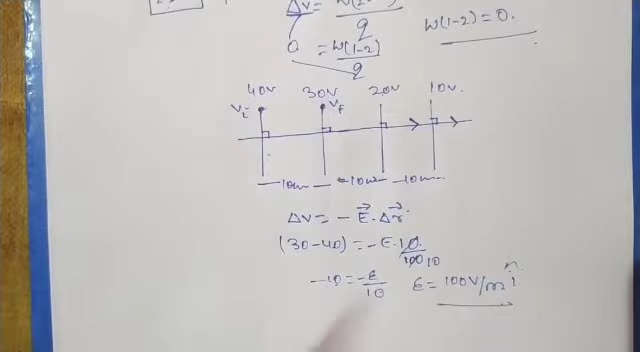 ΔV = W(1-2)/q
W(1-2) = 0.
0 = W(1-2)/q
40V 30V 20V 10V.
Vi Vf
10cm 10cm 10cm
ΔV = - E⃗. Δr⃗.
(30-40) = -E.10/100 10
-10 = -E/10 E = 100V/m î